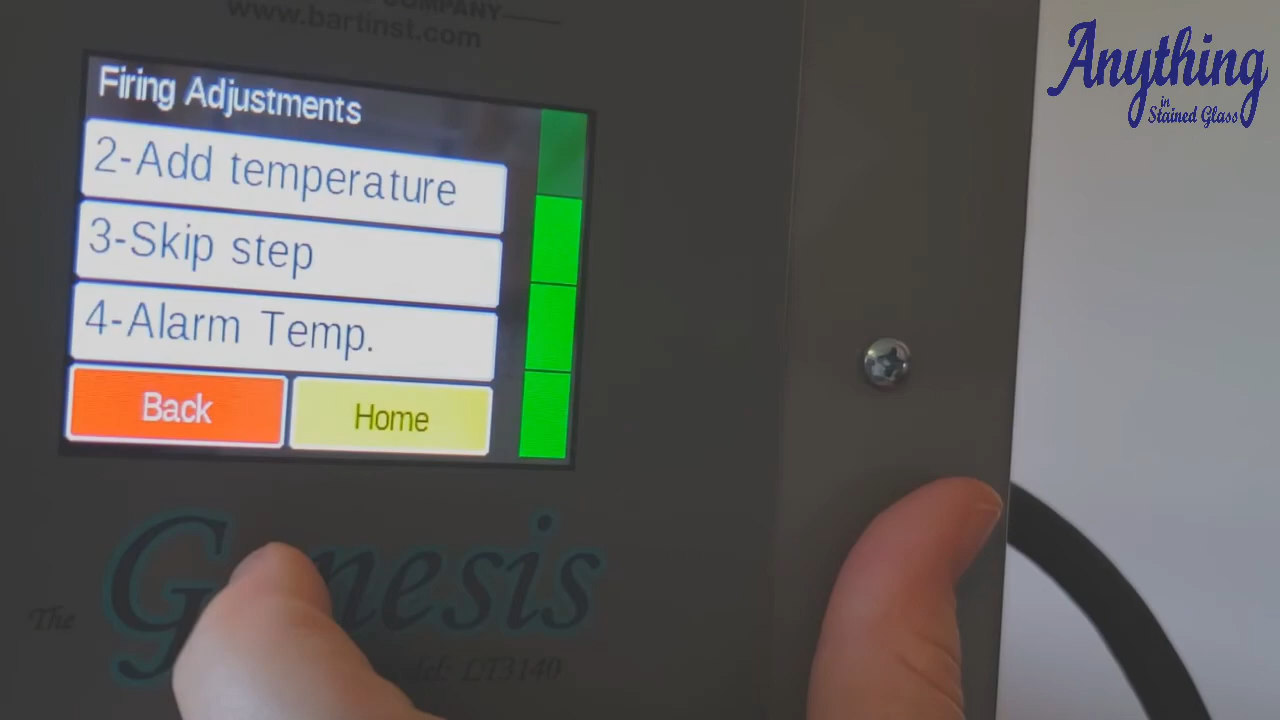 COMPANY
www.bartinst.com
Firing Adjustments
2-Add temperature
3-Skip step
4-Alarm Temp.
Back
Home
The Genesis
LT3140
Anything
in
Stained Glass